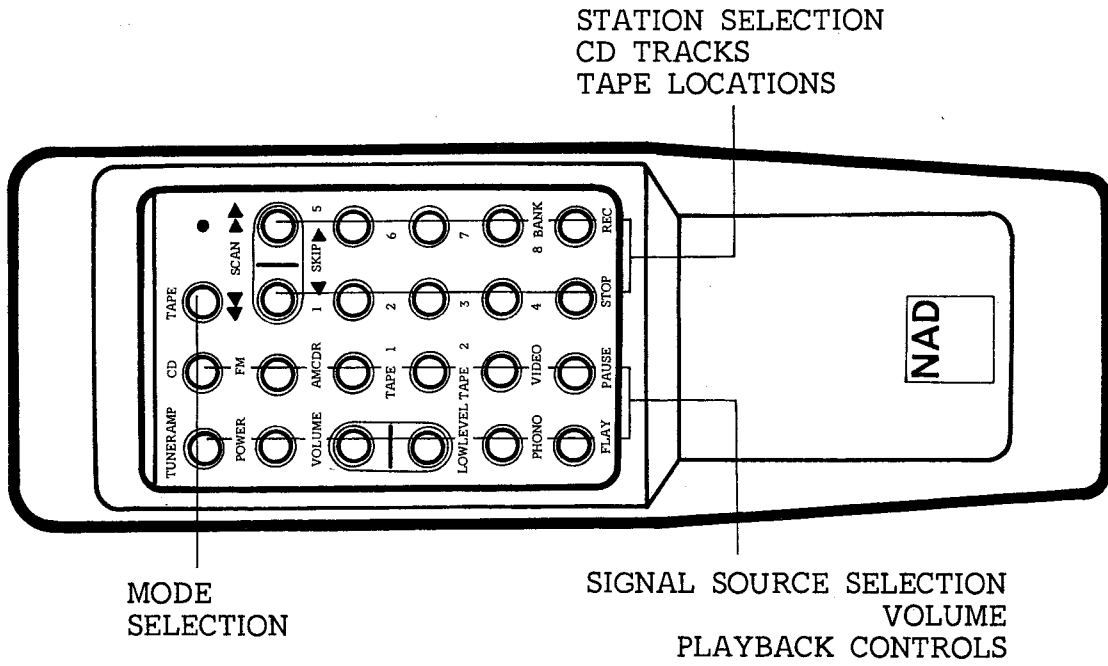 STATION SELECTION
CD TRACKS
TAPE LOCATIONS
TUNERAMP CD TAPE
POWER FM ◀◀ SCAN ▶▶
VOLUME AMCDR 1 ◀ SKIP ▶ 5
TAPE 1 2 6
LOWLEVEL TAPE 2 3 7
PHONO VIDEO 4 8 BANK
FLAY PAUSE STOP REC
NAD
MODE
SELECTION
SIGNAL SOURCE SELECTION
VOLUME
PLAYBACK CONTROLS